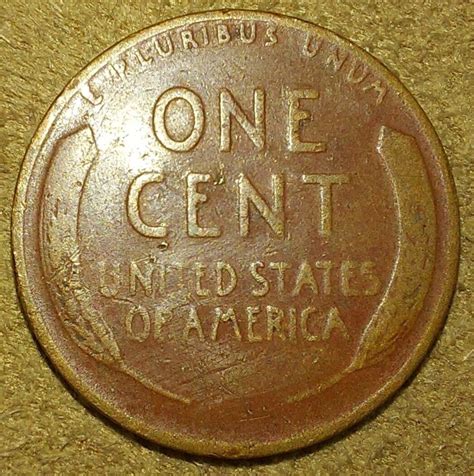 E PLURIBUS UNUM
ONE
CENT
UNITED STATES
OF AMERICA